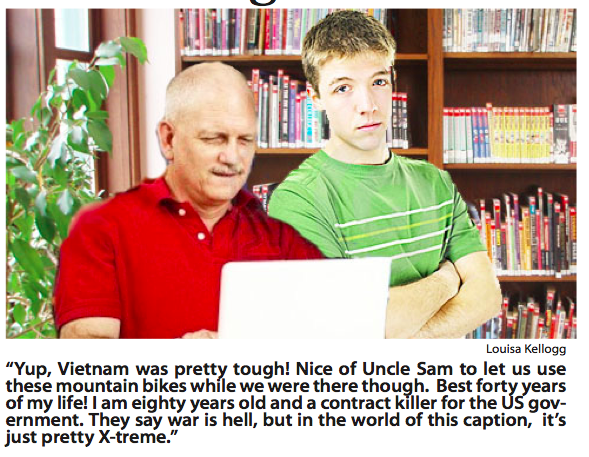 Louisa Kellogg
“Yup, Vietnam was pretty tough! Nice of Uncle Sam to let us use
these mountain bikes while we were there though. Best forty years
of my life! I am eighty years old and a contract killer for the US gov-
ernment. They say war is hell, but in the world of this caption, it’s
just pretty X-treme.”